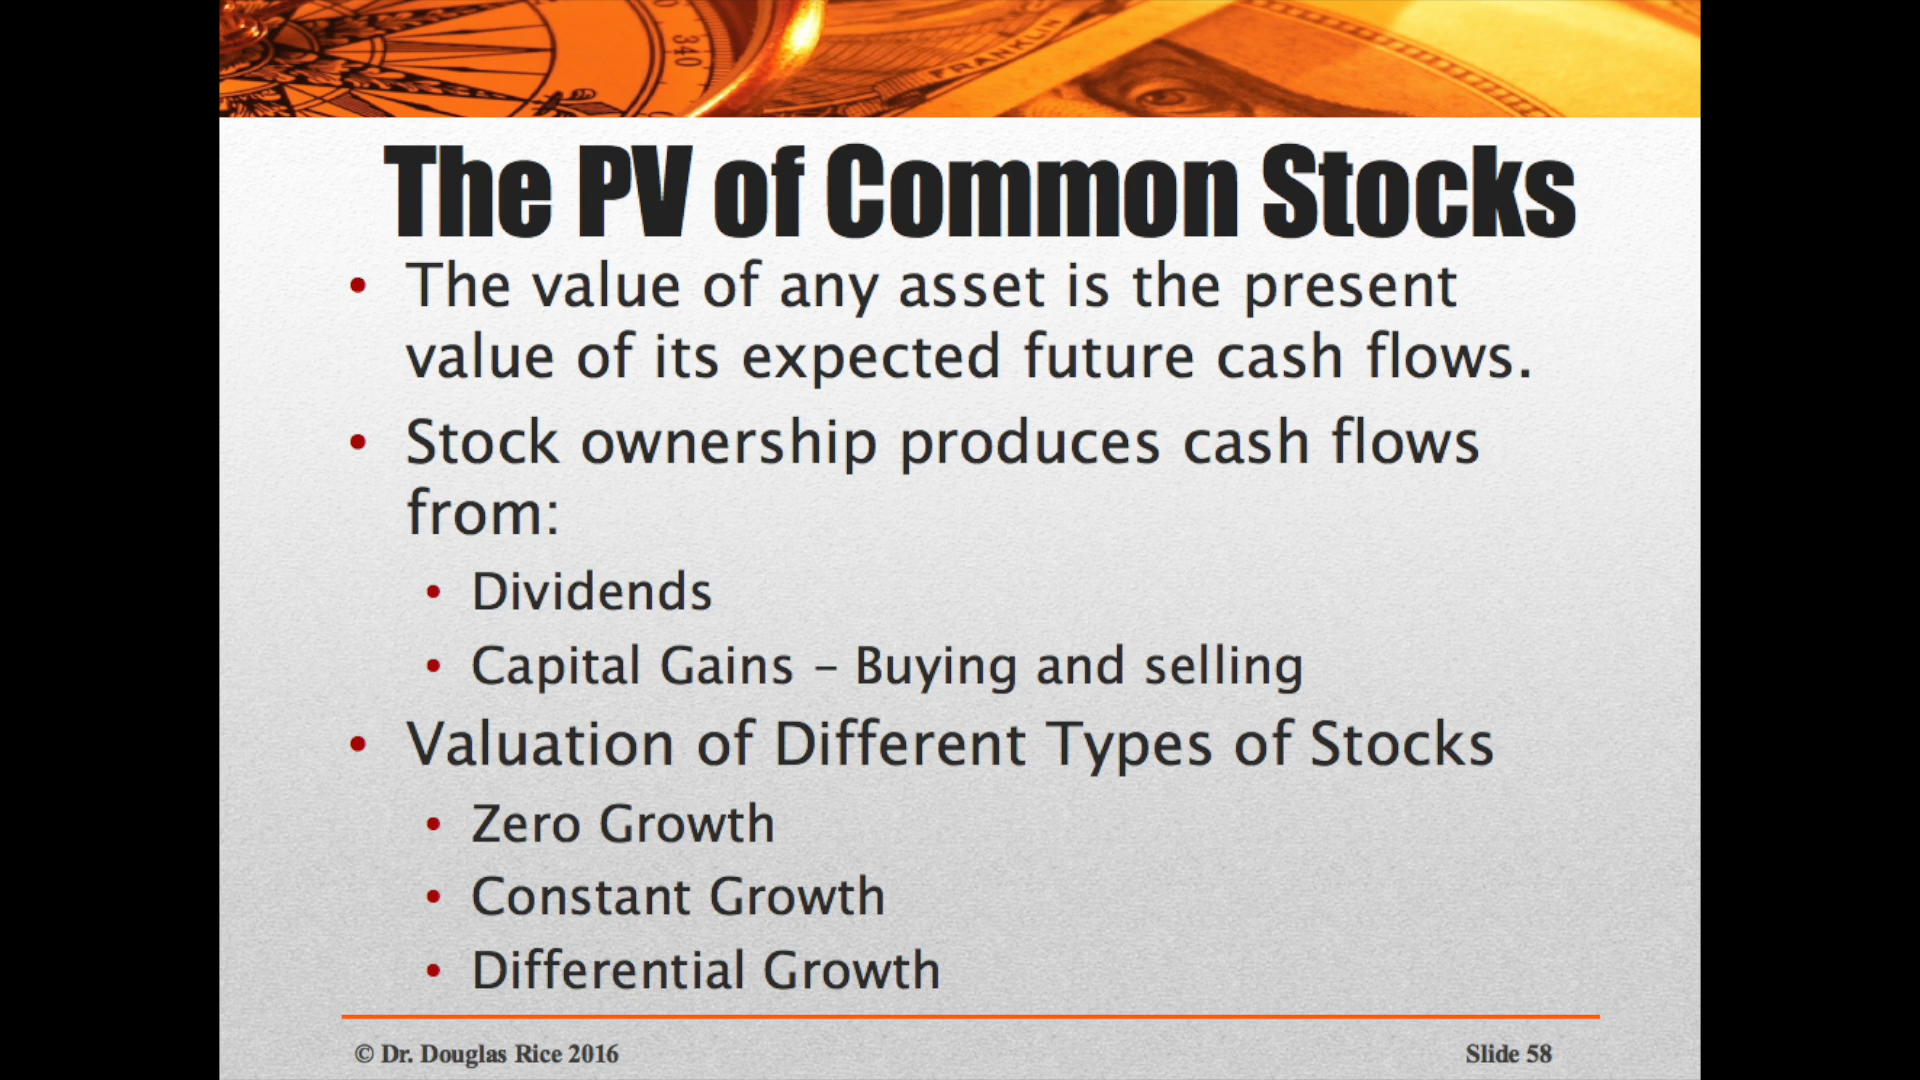 340
FRANKLIN
The PV of Common Stocks
• The value of any asset is the present
value of its expected future cash flows.
• Stock ownership produces cash flows
from:
• Dividends
• Capital Gains – Buying and selling
• Valuation of Different Types of Stocks
• Zero Growth
• Constant Growth
• Differential Growth
© Dr. Douglas Rice 2016
Slide 58